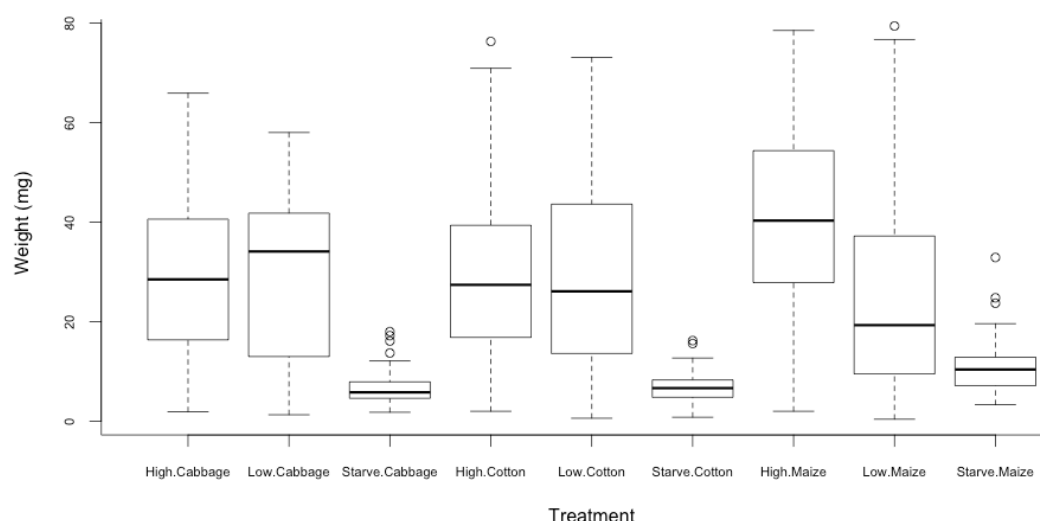 80
60
40
20
0
Weight (mg)
High.Cabbage Low.Cabbage Starve.Cabbage High.Cotton Low.Cotton Starve.Cotton High.Maize Low.Maize Starve.Maize
Treatment